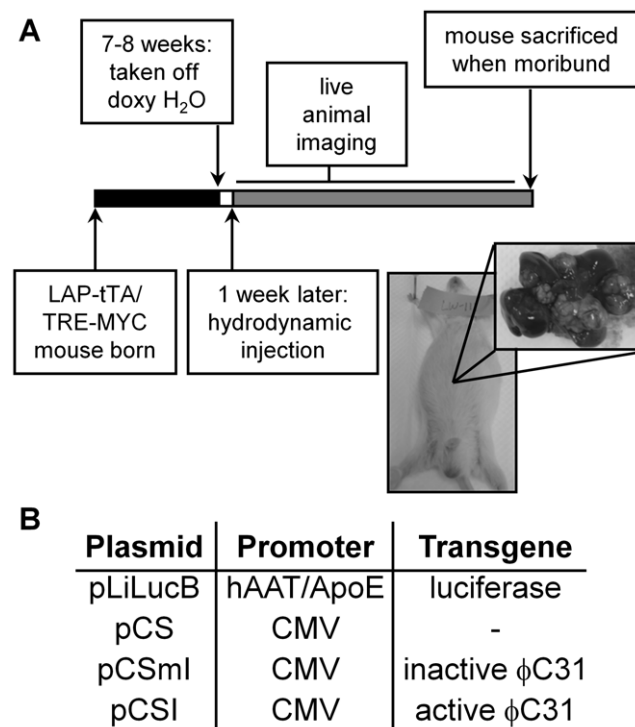 A
7-8 weeks:
taken off
doxy H₂O
live
animal
imaging
mouse sacrificed
when moribund
LAP-tTA/
TRE-MYC
mouse born
1 week later:
hydrodynamic
injection
B
Plasmid Promoter Transgene
pLiLucB hAAT/ApoE luciferase
pCS CMV -
pCSmI CMV inactive ϕC31
pCSI CMV active ϕC31